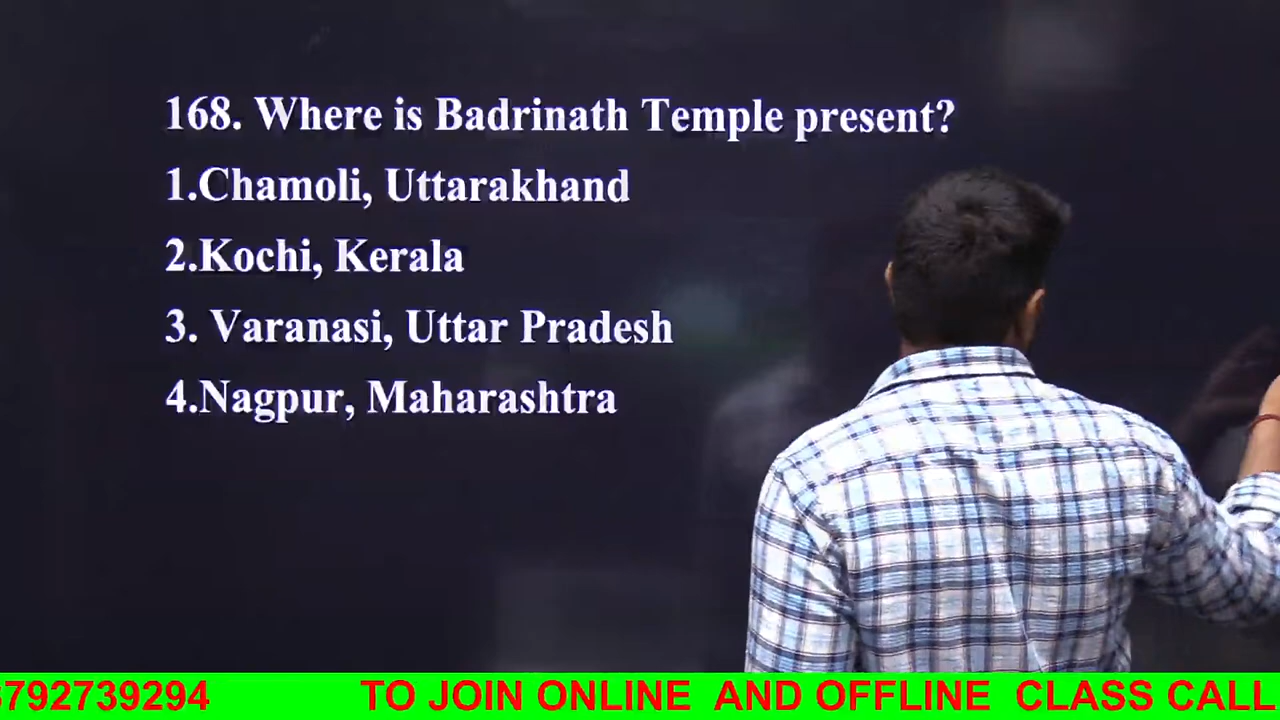 168. Where is Badrinath Temple present?
1.Chamoli, Uttarakhand
2.Kochi, Kerala
3. Varanasi, Uttar Pradesh
4.Nagpur, Maharashtra
792739294 TO JOIN ONLINE AND OFFLINE CLASS CALL